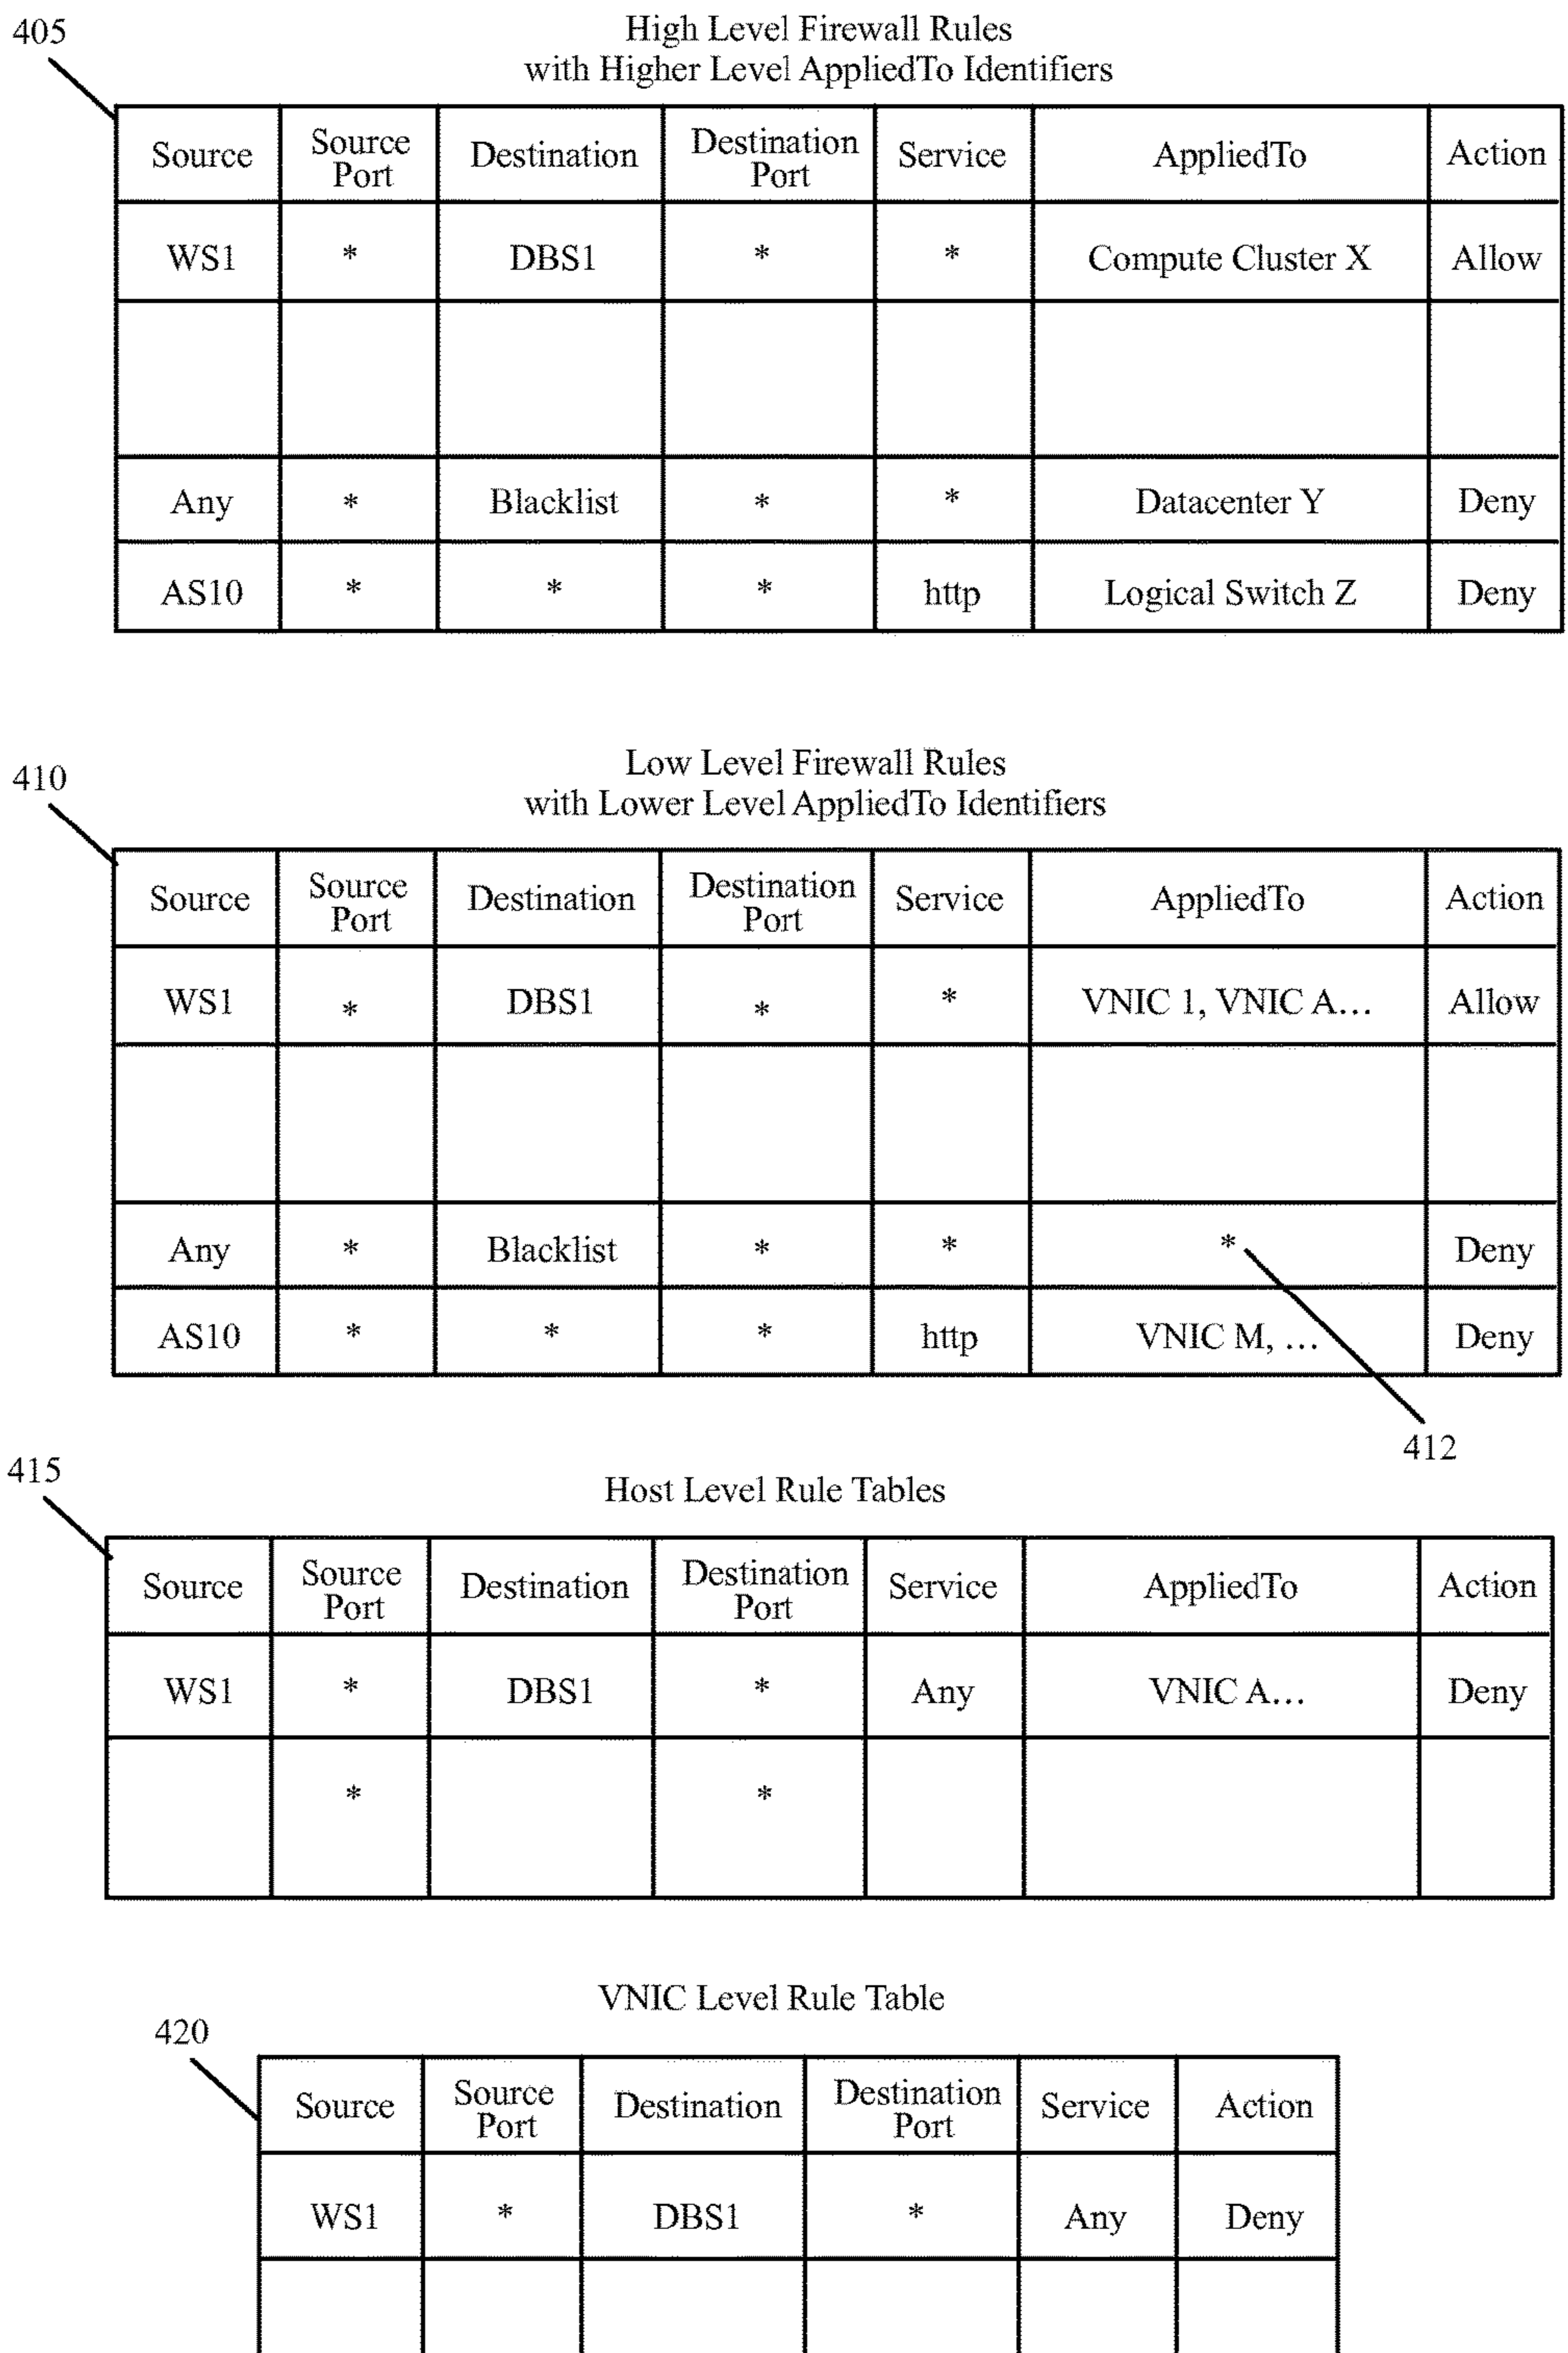 405
High Level Firewall Rules
with Higher Level AppliedTo Identifiers
Source Source Port Destination Destination Port Service AppliedTo Action
WS1 * DBS1 * * Compute Cluster X Allow
Any * Blacklist * * Datacenter Y Deny
AS10 * * * http Logical Switch Z Deny
410
Low Level Firewall Rules
with Lower Level AppliedTo Identifiers
Source Source Port Destination Destination Port Service AppliedTo Action
WS1 * DBS1 * * VNIC 1, VNIC A... Allow
Any * Blacklist * * * Deny
AS10 * * * http VNIC M, ... Deny
412
415
Host Level Rule Tables
Source Source Port Destination Destination Port Service AppliedTo Action
WS1 * DBS1 * Any VNIC A... Deny
* *
VNIC Level Rule Table
420
Source Source Port Destination Destination Port Service Action
WS1 * DBS1 * Any Deny